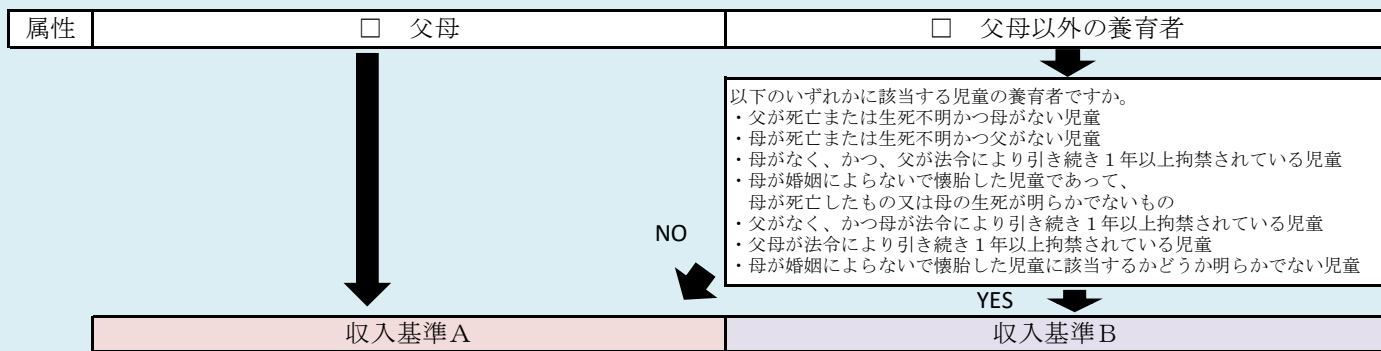 属性
□ 父母
□ 父母以外の養育者
以下のいずれかに該当する児童の養育者ですか。
・父が死亡または生死不明かつ母がない児童
・母が死亡または生死不明かつ父がない児童
・母がなく、かつ、父が法令により引き続き１年以上拘禁されている児童
・母が婚姻によらないで懐胎した児童であって、
母が死亡したもの又は母の生死が明らかでないもの
・父がなく、かつ母が法令により引き続き１年以上拘禁されている児童
・父母が法令により引き続き１年以上拘禁されている児童
・母が婚姻によらないで懐胎した児童に該当するかどうか明らかでない児童
NO
YES
収入基準Ａ
収入基準Ｂ